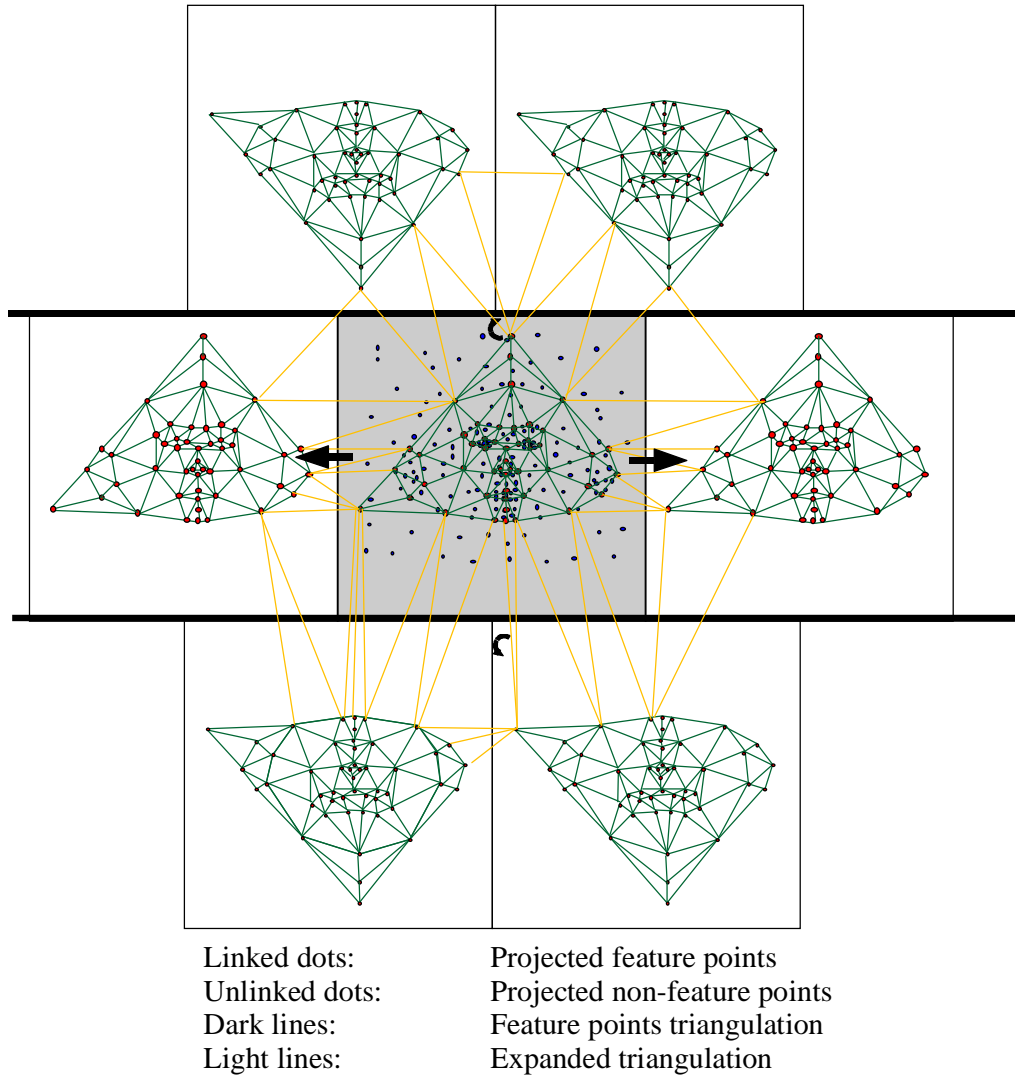 Linked dots: Projected feature points
Unlinked dots: Projected non-feature points
Dark lines: Feature points triangulation
Light lines: Expanded triangulation